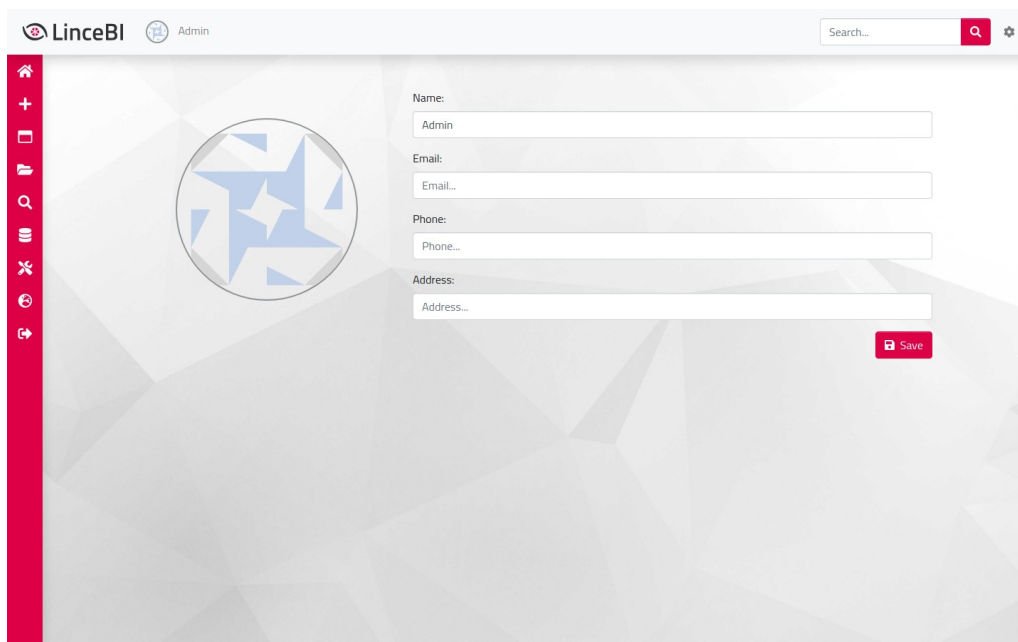 LinceBI
Admin
Search...
Name:
Admin
Email:
Email...
Phone:
Phone...
Address:
Address...
Save